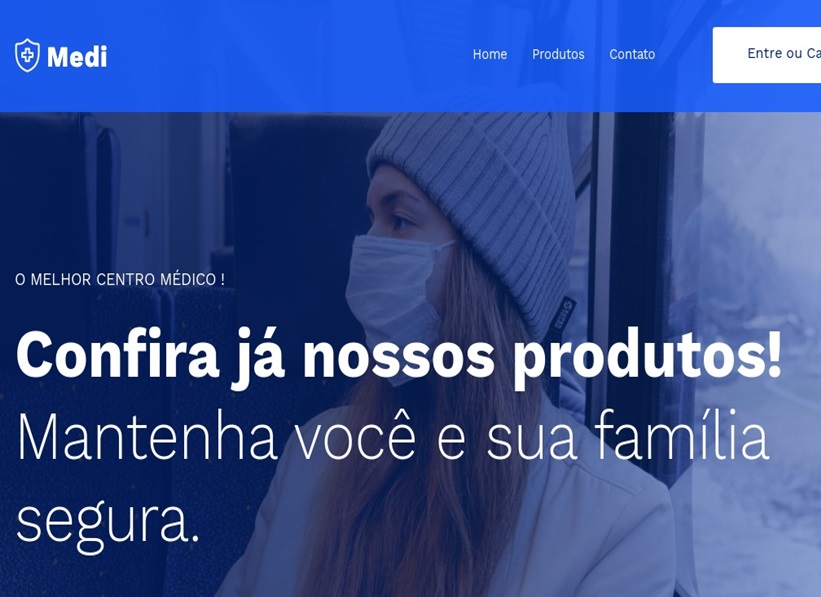 Medi
Home Produtos Contato Entre ou Ca
O MELHOR CENTRO MÉDICO !
Confira já nossos produtos!
Mantenha você e sua família
segura.